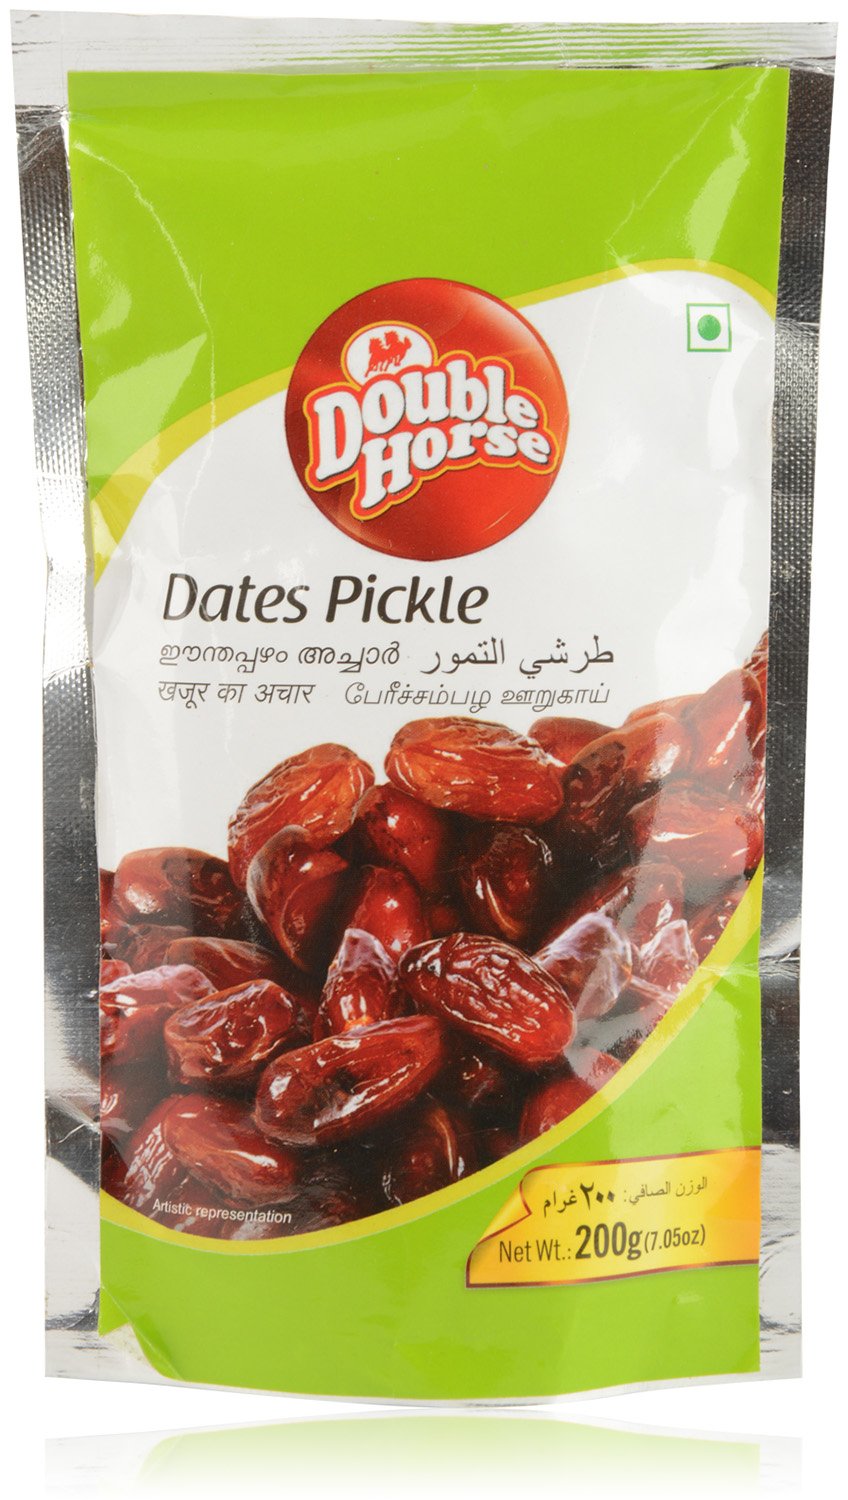 Double
Horse
Dates Pickle
ഈന്തപ്പഴം അച്ചാർ طرشي التمور
खजूर का अचार பேரீச்சம்பழ ஊறுகாய்
Artistic representation
الوزن الصافي: ٢٠٠ غرام
Net Wt.: 200g (7.05oz)